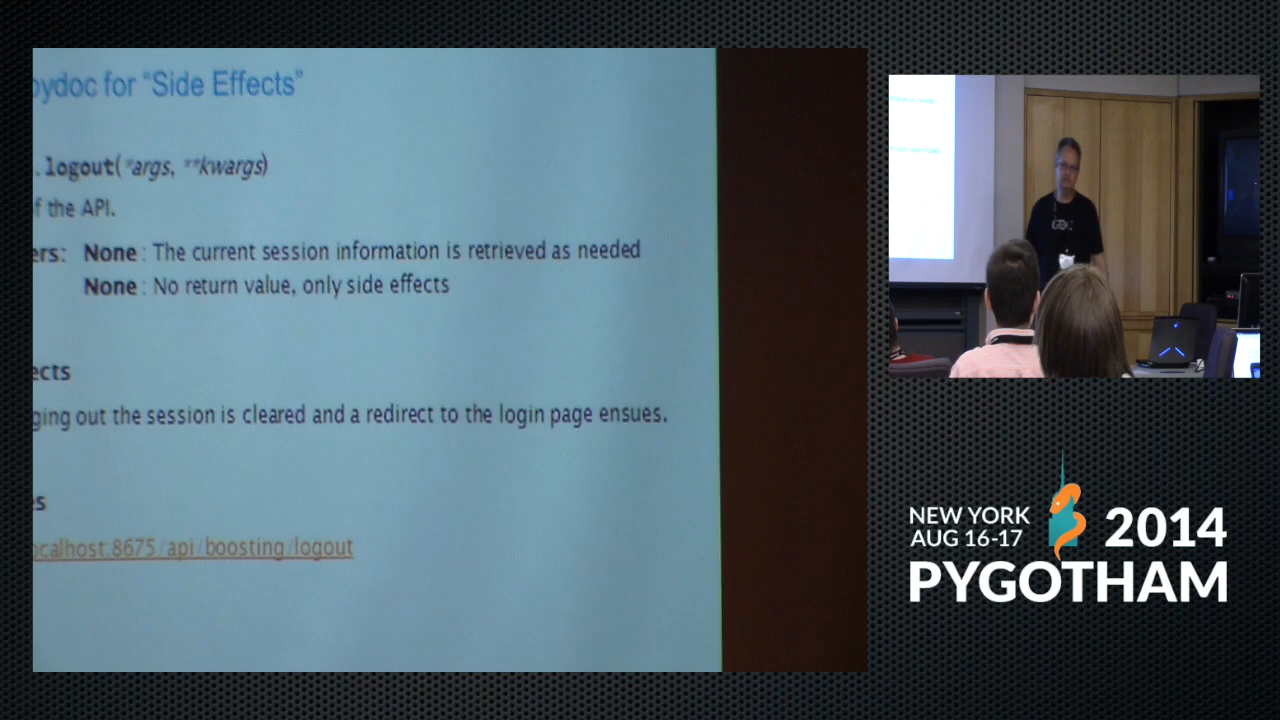 pydoc for “Side Effects”
. logout(*args, **kwargs)
f the API.
ers: None : The current session information is retrieved as needed
None : No return value, only side effects
ects
ging out the session is cleared and a redirect to the login page ensues.
s
ocalhost:8675/api/boosting/logout
NEW YORK
AUG 16-17
2014
PYGOTHAM